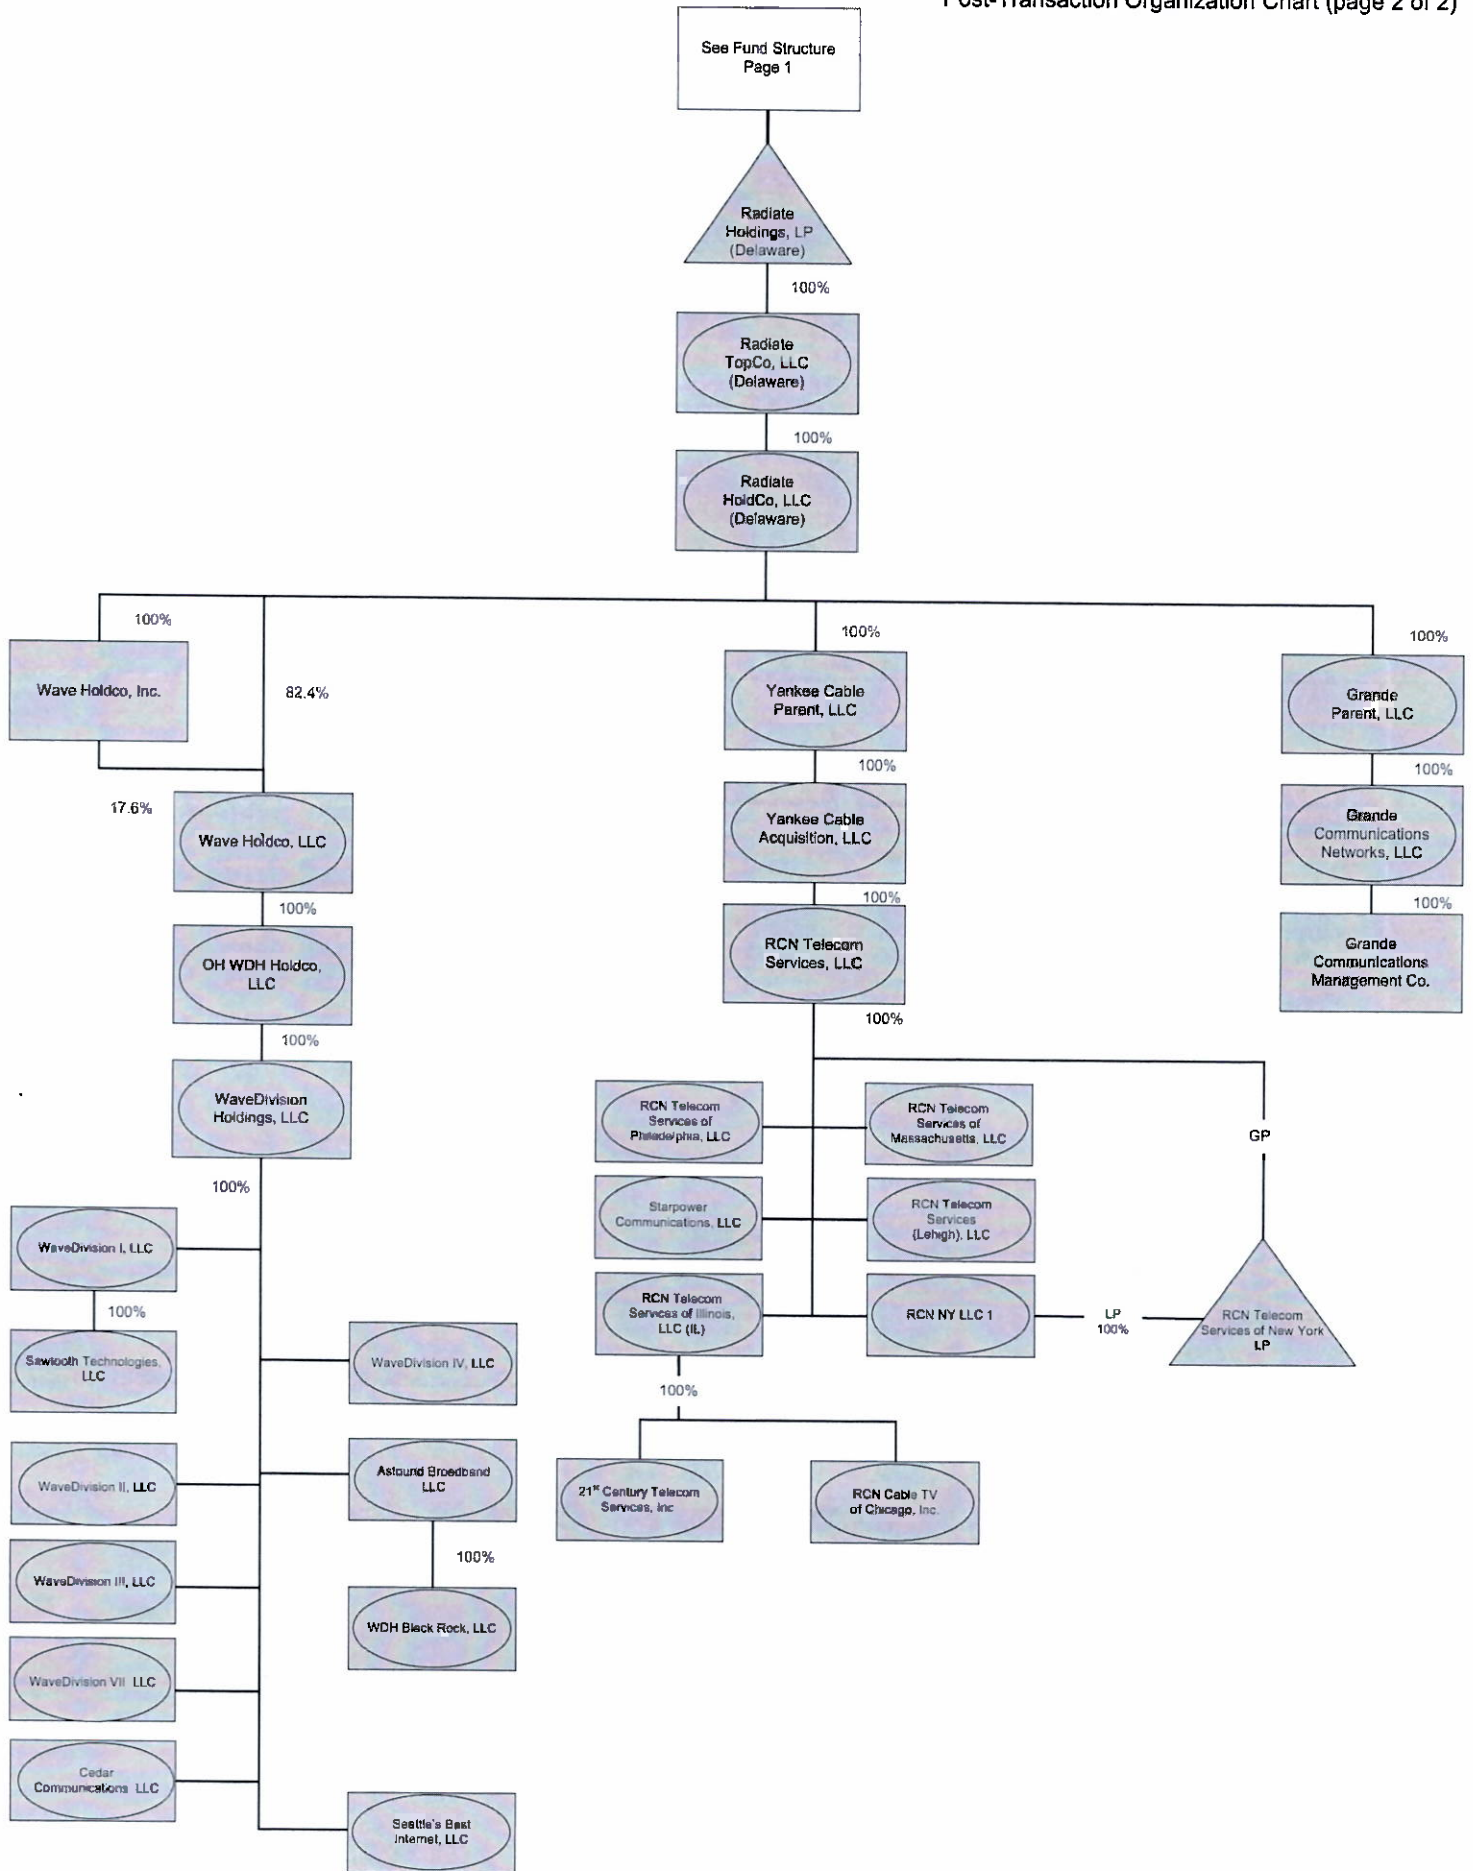 Post-Transaction Organization Chart (page 2 of 2)
See Fund Structure
Page 1
Radiate
Holdings, LP
(Delaware)
100%
Radiate
TopCo, LLC
(Delaware)
100%
Radiate
HoldCo, LLC
(Delaware)
100%
Wave Holdco, Inc.
82.4%
17.6%
Wave Holdco, LLC
100%
OH WDH Holdco,
LLC
100%
WaveDivision
Holdings, LLC
100%
WaveDivision I, LLC
100%
Sawtooth Technologies,
LLC
WaveDivision IV, LLC
WaveDivision II, LLC
Astound Broadband
LLC
100%
WaveDivision III, LLC
WDH Black Rock, LLC
WaveDivision VII LLC
Cedar
Communications LLC
Seattle's Best
Internet, LLC
100%
Yankee Cable
Parent, LLC
100%
Yankee Cable
Acquisition, LLC
100%
RCN Telecom
Services, LLC
100%
RCN Telecom
Services of
Philadelphia, LLC
RCN Telecom
Services of
Massachusetts, LLC
Starpower
Communications, LLC
RCN Telecom
Services
(Lehigh), LLC
RCN Telecom
Services of Illinois,
LLC (IL)
RCN NY LLC 1
LP
100%
GP
RCN Telecom
Services of New York
LP
100%
21st Century Telecom
Services, Inc
RCN Cable TV
of Chicago, Inc.
100%
Grande
Parent, LLC
100%
Grande
Communications
Networks, LLC
100%
Grande
Communications
Management Co.